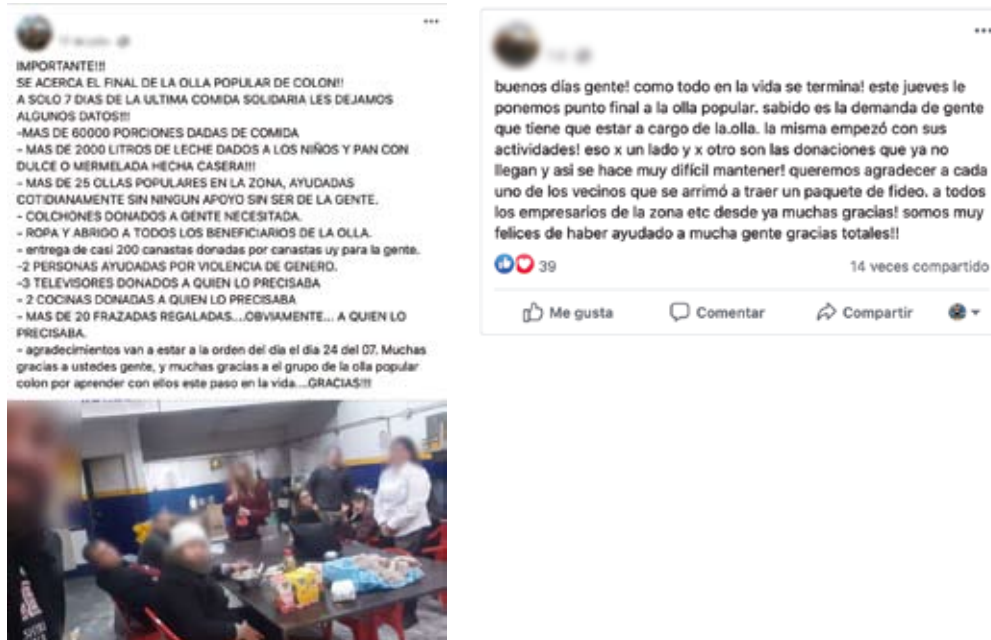 IMPORTANTE!!!
SE ACERCA EL FINAL DE LA OLLA POPULAR DE COLON!!
A SOLO 7 DIAS DE LA ULTIMA COMIDA SOLIDARIA LES DEJAMOS
ALGUNOS DATOS!!!
-MAS DE 60000 PORCIONES DADAS DE COMIDA
- MAS DE 2000 LITROS DE LECHE DADOS A LOS NIÑOS Y PAN CON
DULCE O MERMELADA HECHA CASERA!!!
- MAS DE 25 OLLAS POPULARES EN LA ZONA, AYUDADAS
COTIDIANAMENTE SIN NINGUN APOYO SIN SER DE LA GENTE.
- COLCHONES DONADOS A GENTE NECESITADA.
- ROPA Y ABRIGO A TODOS LOS BENEFICIARIOS DE LA OLLA.
- entrega de casi 200 canastas donadas por canastas uy para la gente.
-2 PERSONAS AYUDADAS POR VIOLENCIA DE GENERO.
-3 TELEVISORES DONADOS A QUIEN LO PRECISABA
- 2 COCINAS DONADAS A QUIEN LO PRECISABA
- MAS DE 20 FRAZADAS REGALADAS....OBVIAMENTE... A QUIEN LO
PRECISABA.
- agradecimientos van a estar a la orden del dia el dia 24 del 07. Muchas
gracias a ustedes gente, y muchas gracias a el grupo de la olla popular
colon por aprender con ellos este paso en la vida....GRACIAS!!!
buenos días gente! como todo en la vida se termina! este jueves le
ponemos punto final a la olla popular. sabido es la demanda de gente
que tiene que estar a cargo de la.olla. la misma empezó con sus
actividades! eso x un lado y x otro son las donaciones que ya no
llegan y asi se hace muy difícil mantener! queremos agradecer a cada
uno de los vecinos que se arrimó a traer un paquete de fideo. a todos
los empresarios de la zona etc desde ya muchas gracias! somos muy
felices de haber ayudado a mucha gente gracias totales!!
39
14 veces compartido
Me gusta
Comentar
Compartir